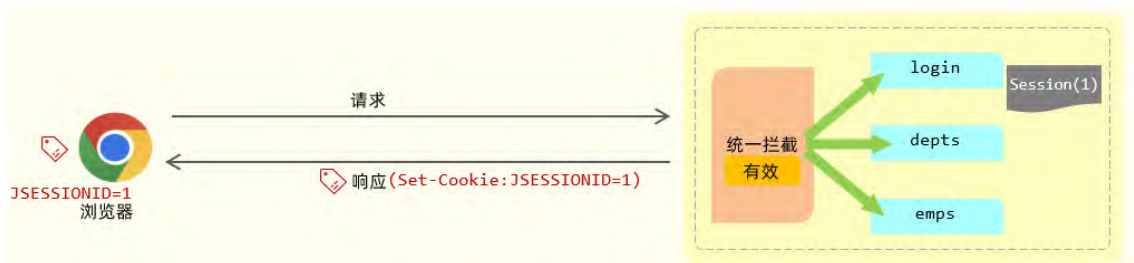 请求
响应(Set-Cookie:JSESSIONID=1)
JSESSIONID=1
浏览器
统一拦截
有效
login
Session(1)
depts
emps